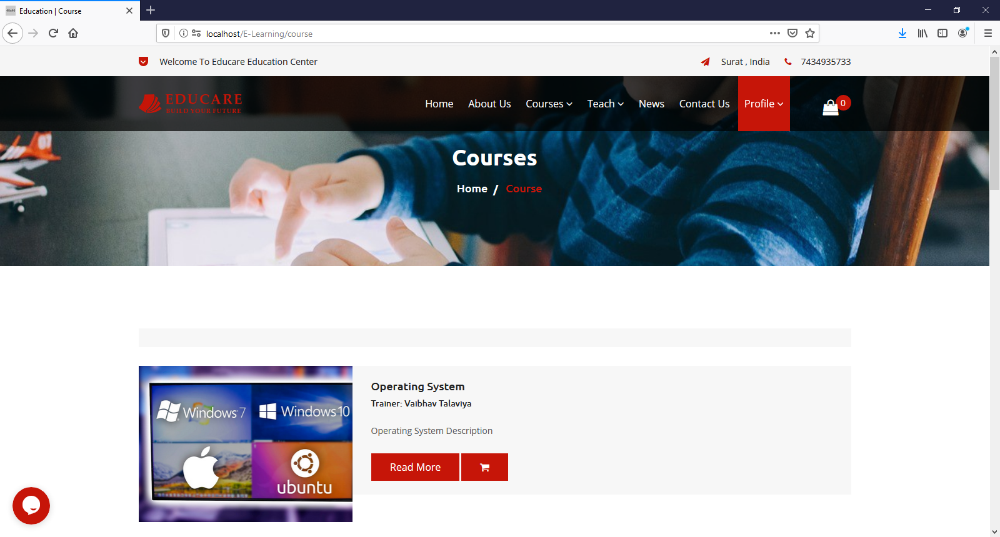 Education | Course
localhost/E-Learning/course
Welcome To Educare Education Center
Surat , India
7434935733
EDUCARE
BUILD YOUR FUTURE
Home
About Us
Courses
Teach
News
Contact Us
Profile
0
Courses
Home / Course
Windows 7
Windows 10
ubuntu
Operating System
Trainer: Vaibhav Talaviya
Operating System Description
Read More